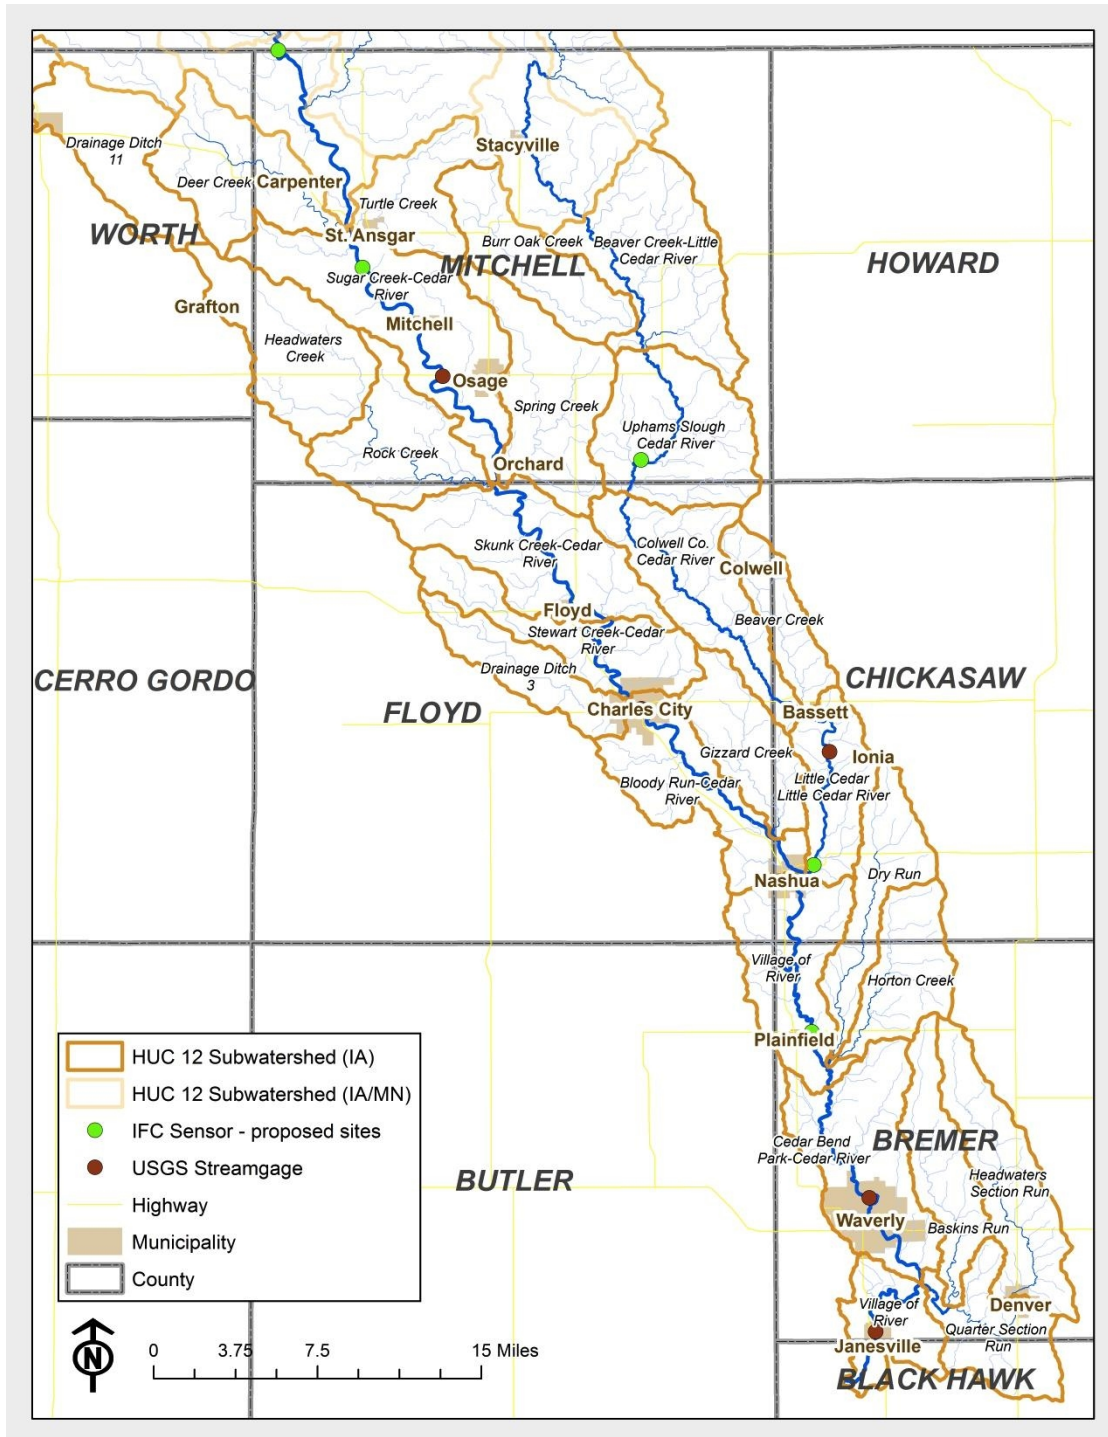 Stacyville
Drainage Ditch
11
Deer Creek
Carpenter
Turtle Creek
WORTH
St. Ansgar
Burr Oak Creek
Beaver Creek-Little
Cedar River
MITCHELL
HOWARD
Sugar Creek-Cedar
River
Grafton
Mitchell
Headwaters
Creek
Osage
Spring Creek
Uphams Slough
Cedar River
Rock Creek
Orchard
Skunk Creek-Cedar
River
Colwell Co.
Cedar River
Colwell
Floyd
Beaver Creek
Stewart Creek-Cedar
River
Drainage Ditch
3
CERRO GORDO
CHICKASAW
FLOYD
Charles City
Bassett
Gizzard Creek
Ionia
Bloody Run-Cedar
River
Little Cedar
Little Cedar River
Nashua
Dry Run
Village of
River
Horton Creek
Plainfield
Cedar Bend
Park-Cedar River
BREMER
BUTLER
Headwaters
Section Run
Waverly
Baskins Run
Village of
River
Denver
Quarter Section
Run
Janesville
BLACK HAWK
HUC 12 Subwatershed (IA)
HUC 12 Subwatershed (IA/MN)
IFC Sensor - proposed sites
USGS Streamgage
Highway
Municipality
County
N
0 3.75 7.5 15 Miles